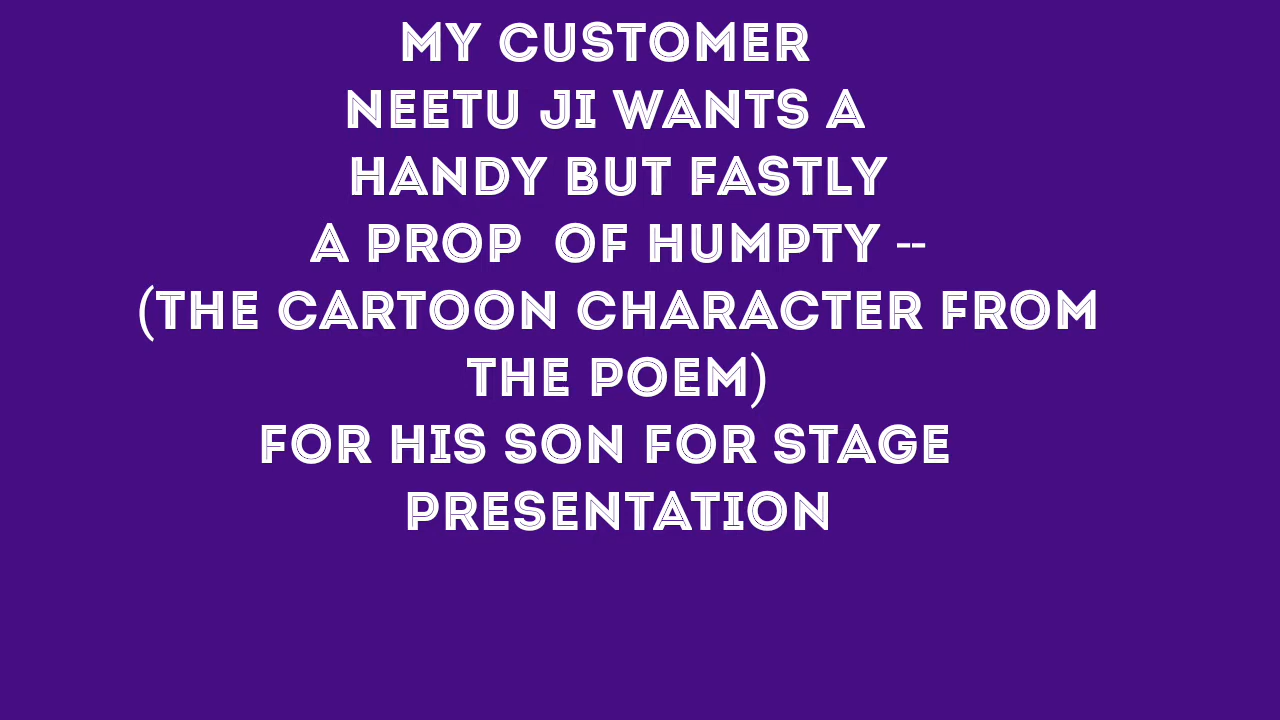 MY CUSTOMER
NEETU JI WANTS A
HANDY BUT FASTLY
A PROP OF HUMPTY --
(THE CARTOON CHARACTER FROM
THE POEM)
FOR HIS SON FOR STAGE
PRESENTATION